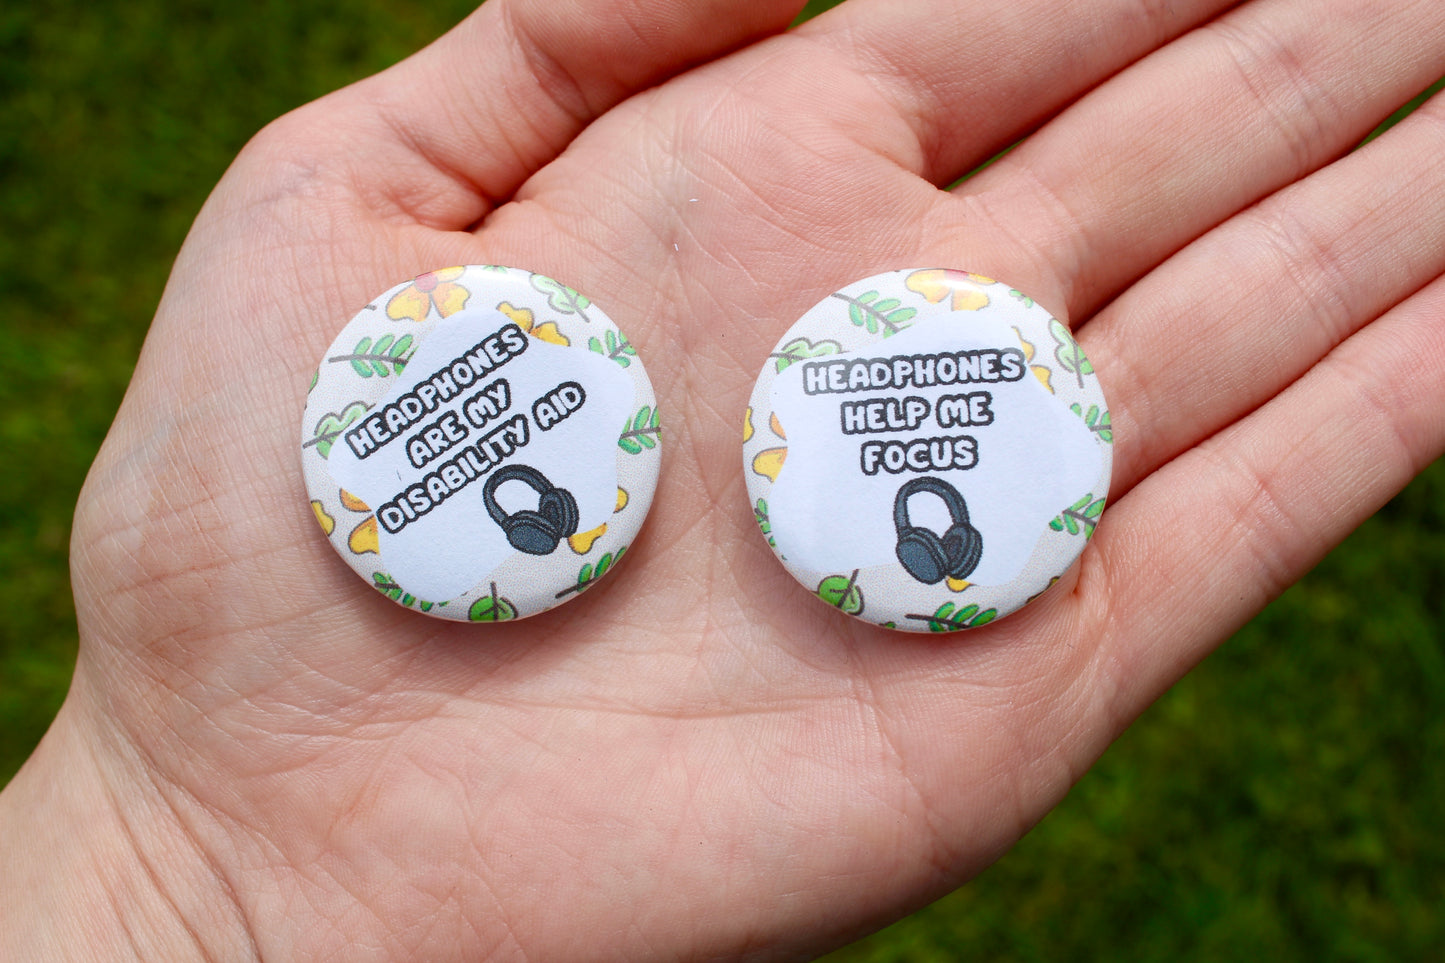 HEADPHONES
ARE MY
DISABILITY AID
HEADPHONES
HELP ME
FOCUS